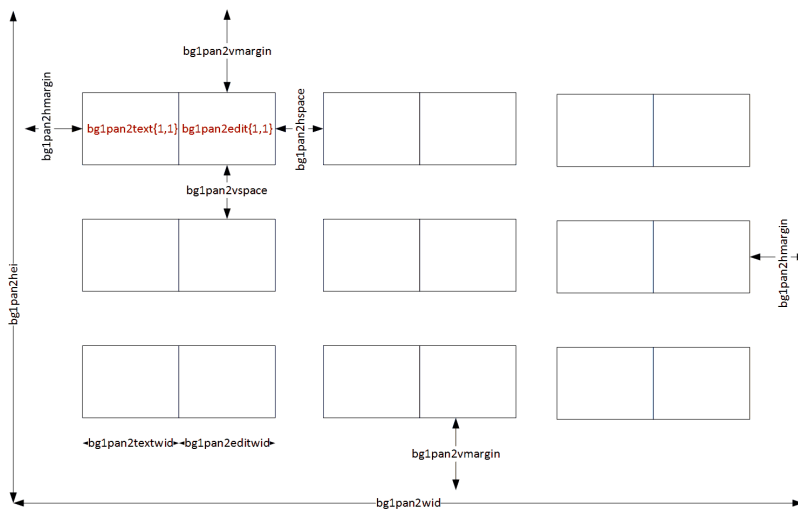 bg1pan2vmargin
bg1pan2hmargin
bg1pan2text{1,1} bg1pan2edit{1,1}
bg1pan2hspace
bg1pan2vspace
bg1pan2hmargin
bg1pan2hei
bg1pan2textwid bg1pan2editwid
bg1pan2vmargin
bg1pan2wid